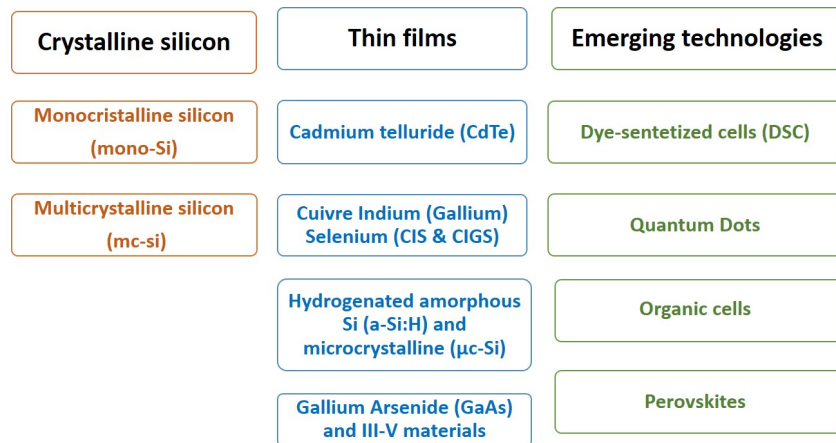 Crystalline silicon
Thin films
Emerging technologies
Monocristalline silicon
(mono-Si)
Cadmium telluride (CdTe)
Dye-sentetized cells (DSC)
Multicrystalline silicon
(mc-si)
Cuivre Indium (Gallium)
Selenium (CIS & CIGS)
Quantum Dots
Hydrogenated amorphous
Si (a-Si:H) and
microcrystalline (µc-Si)
Organic cells
Gallium Arsenide (GaAs)
and III-V materials
Perovskites